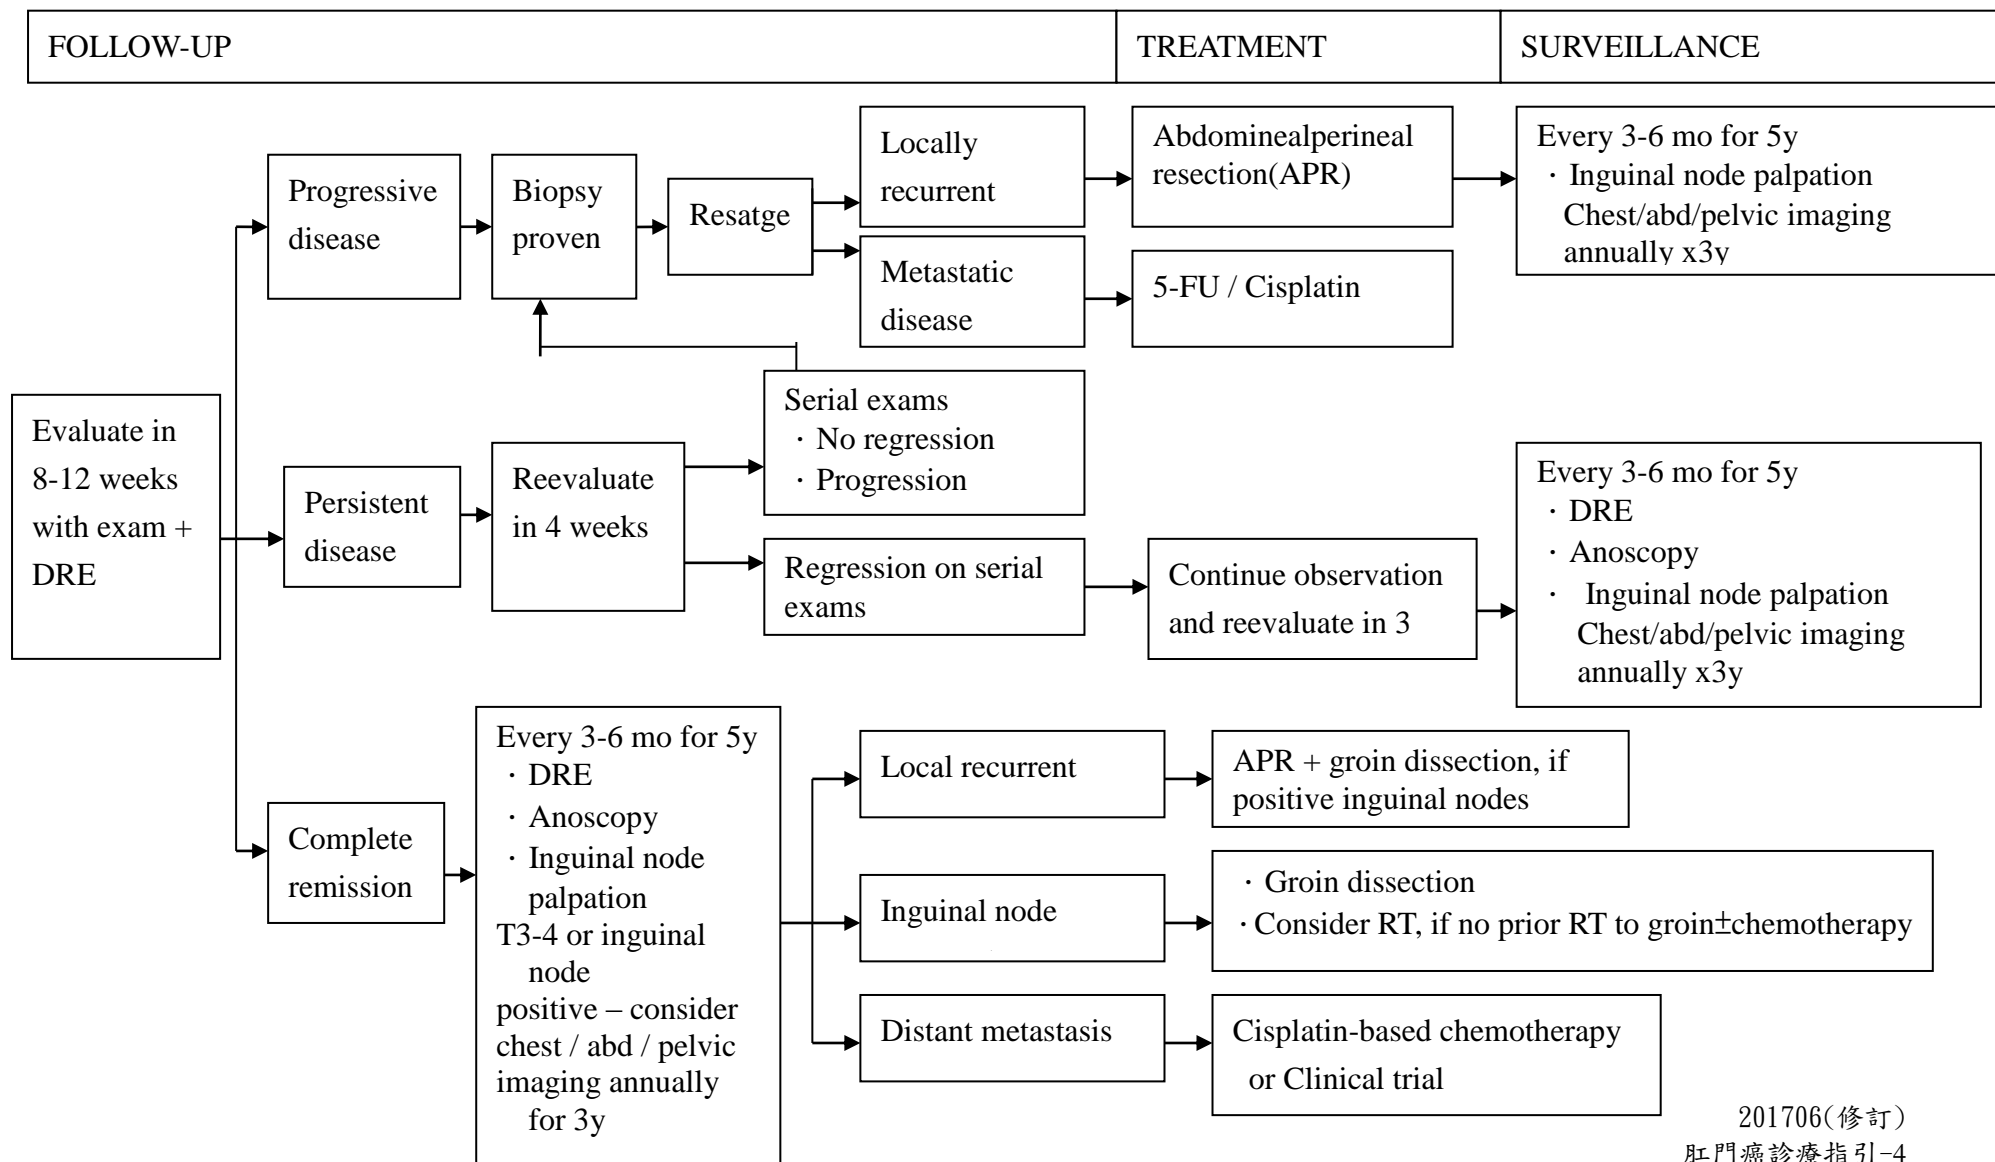 FOLLOW-UP
TREATMENT
SURVEILLANCE
Evaluate in
8-12 weeks
with exam +
DRE
Progressive
disease
Biopsy
proven
Resatge
Locally
recurrent
Abdominealperineal
resection(APR)
Every 3-6 mo for 5y
· Inguinal node palpation
Chest/abd/pelvic imaging
annually x3y
Metastatic
disease
5-FU / Cisplatin
Persistent
disease
Reevaluate
in 4 weeks
Serial exams
· No regression
· Progression
Regression on serial
exams
Continue observation
and reevaluate in 3
Every 3-6 mo for 5y
· DRE
· Anoscopy
· Inguinal node palpation
Chest/abd/pelvic imaging
annually x3y
Complete
remission
Every 3-6 mo for 5y
· DRE
· Anoscopy
· Inguinal node
palpation
T3-4 or inguinal
node
positive – consider
chest / abd / pelvic
imaging annually
for 3y
Local recurrent
APR + groin dissection, if
positive inguinal nodes
Inguinal node
· Groin dissection
· Consider RT, if no prior RT to groin±chemotherapy
Distant metastasis
Cisplatin-based chemotherapy
or Clinical trial
201706(修訂)
肛門癌診療指引-4